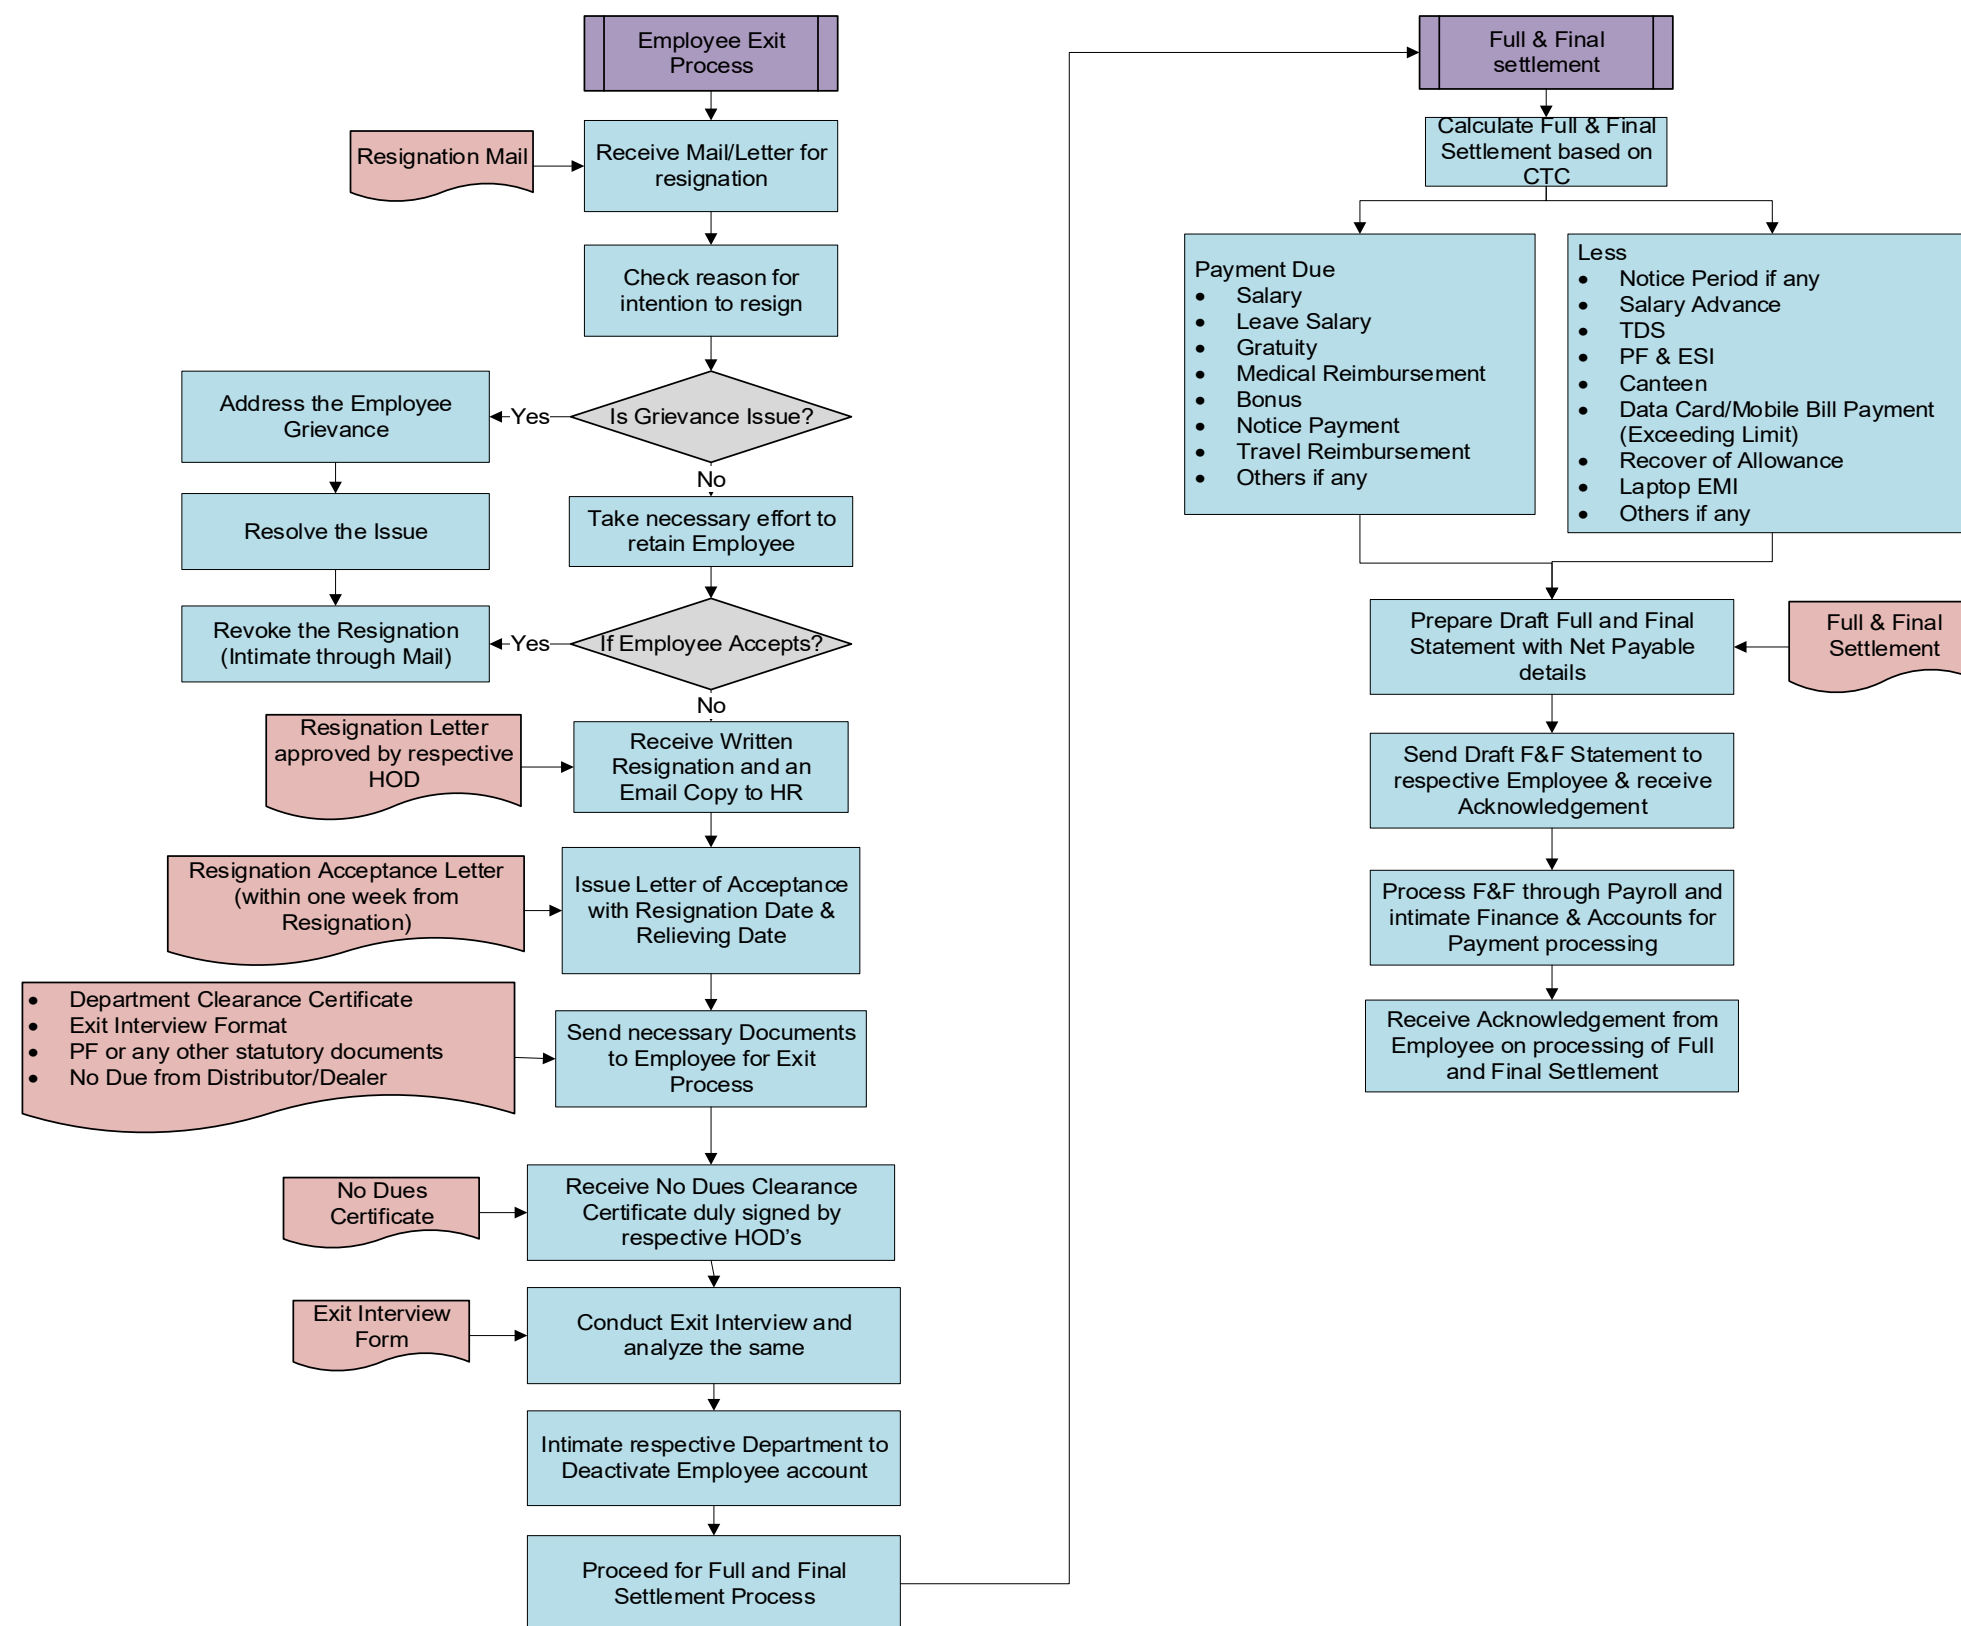 Employee Exit
Process
Resignation Mail
Receive Mail/Letter for
resignation
Check reason for
intention to resign
Is Grievance Issue?
Yes
Address the Employee
Grievance
Resolve the Issue
No
Take necessary effort to
retain Employee
If Employee Accepts?
Yes
Revoke the Resignation
(Intimate through Mail)
No
Resignation Letter
approved by respective
HOD
Receive Written
Resignation and an
Email Copy to HR
Resignation Acceptance Letter
(within one week from
Resignation)
Issue Letter of Acceptance
with Resignation Date &
Relieving Date
• Department Clearance Certificate
• Exit Interview Format
• PF or any other statutory documents
• No Due from Distributor/Dealer
Send necessary Documents
to Employee for Exit
Process
No Dues
Certificate
Receive No Dues Clearance
Certificate duly signed by
respective HOD’s
Exit Interview
Form
Conduct Exit Interview and
analyze the same
Intimate respective Department to
Deactivate Employee account
Proceed for Full and Final
Settlement Process
Full & Final
settlement
Calculate Full & Final
Settlement based on
CTC
Payment Due
• Salary
• Leave Salary
• Gratuity
• Medical Reimbursement
• Bonus
• Notice Payment
• Travel Reimbursement
• Others if any
Less
• Notice Period if any
• Salary Advance
• TDS
• PF & ESI
• Canteen
• Data Card/Mobile Bill Payment
(Exceeding Limit)
• Recover of Allowance
• Laptop EMI
• Others if any
Prepare Draft Full and Final
Statement with Net Payable
details
Full & Final
Settlement
Send Draft F&F Statement to
respective Employee & receive
Acknowledgement
Process F&F through Payroll and
intimate Finance & Accounts for
Payment processing
Receive Acknowledgement from
Employee on processing of Full
and Final Settlement